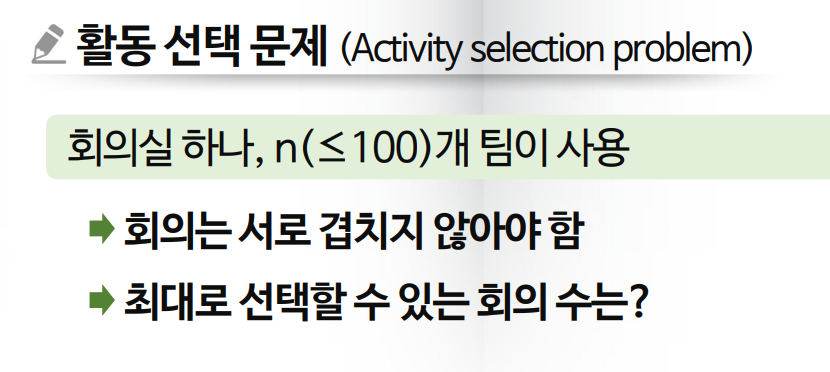 활동 선택 문제 (Activity selection problem)
회의실 하나, n(≤100)개 팀이 사용
회의는 서로 겹치지 않아야 함
최대로 선택할 수 있는 회의 수는?